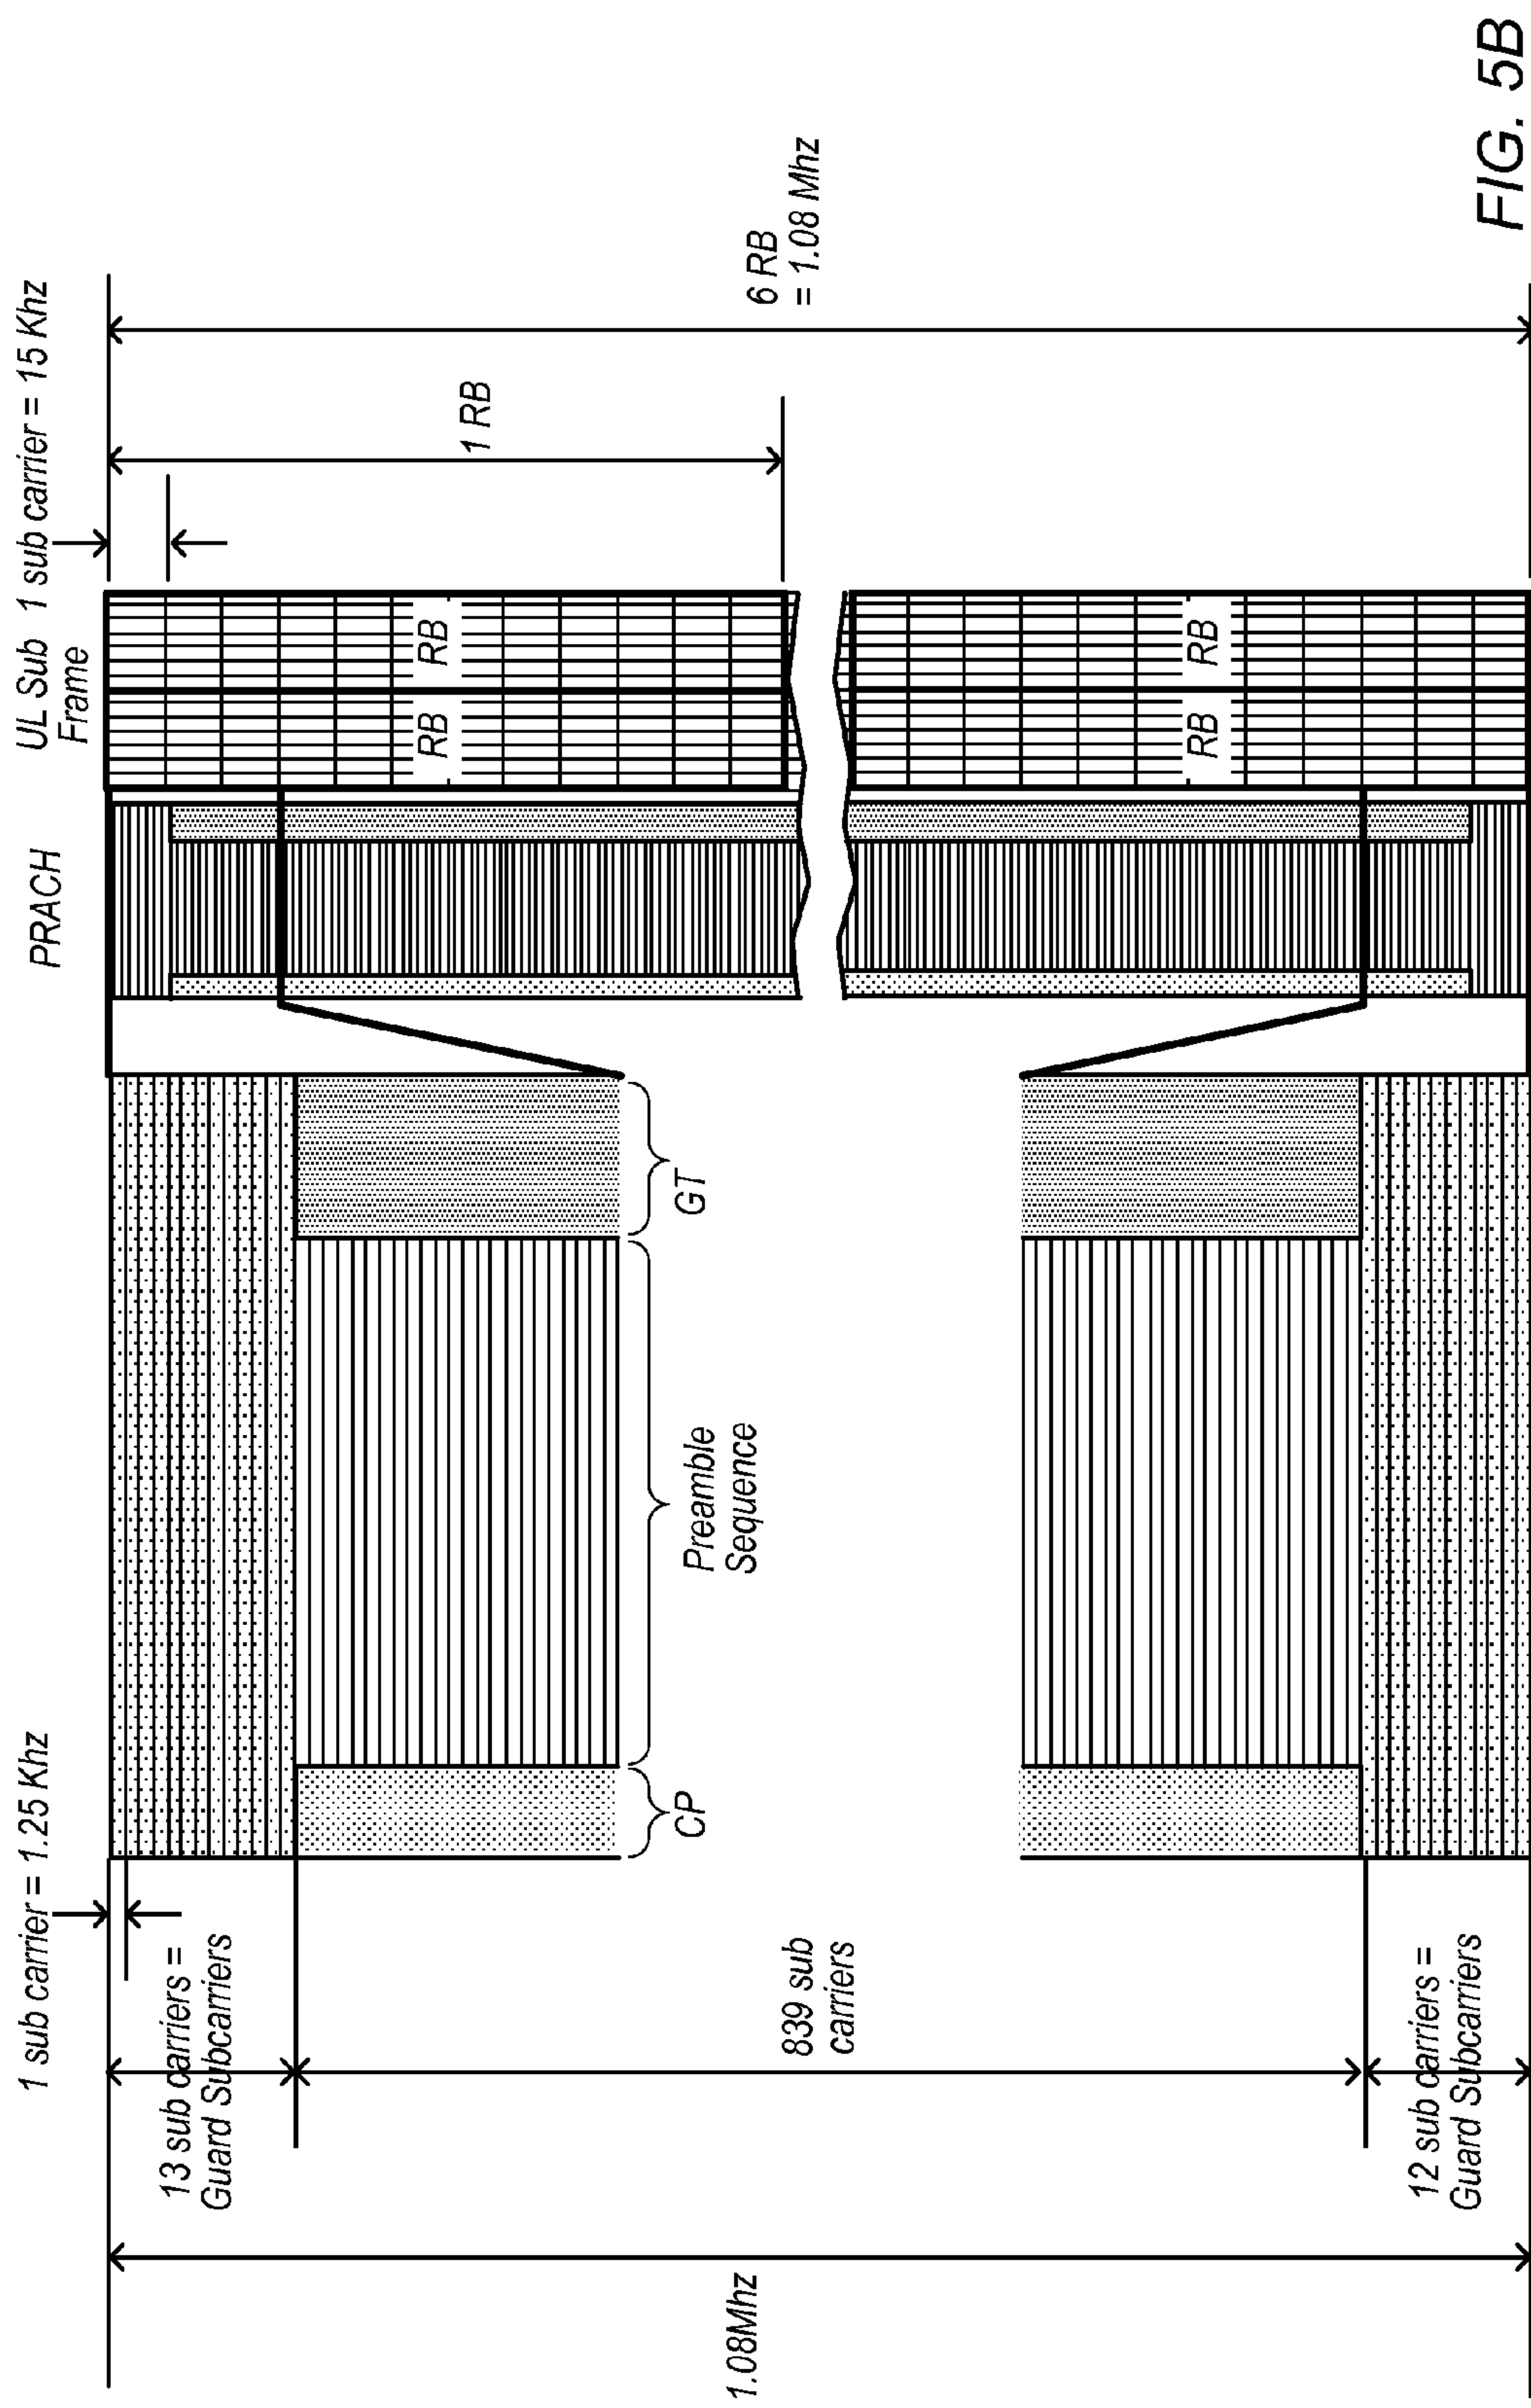 1 sub carrier = 1.25 Khz
PRACH
UL Sub
Frame
1 sub carrier = 15 Khz
13 sub carriers =
Guard Subcarriers
RB
RB
1 RB
CP
Preamble
Sequence
GT
1.08Mhz
839 sub
carriers
6 RB
= 1.08 Mhz
RB
RB
12 sub carriers =
Guard Subcarriers
FIG. 5B